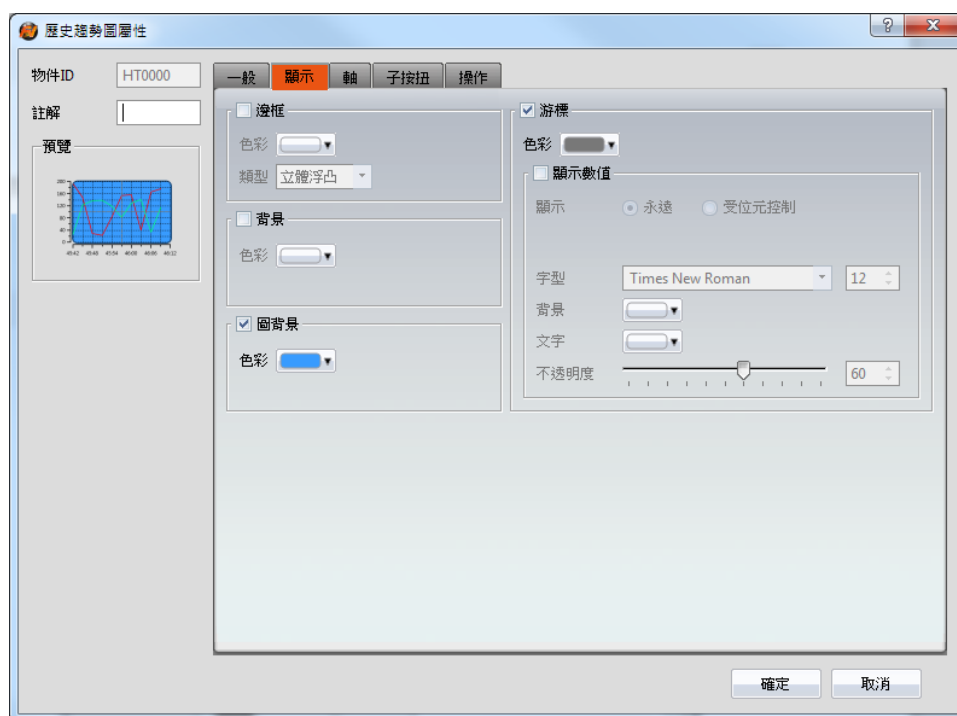 歷史趨勢圖屬性
物件ID HT0000
註解
預覽
一般 顯示 軸 子按扭 操作
邊框
色彩
類型 立體浮凸
背景
色彩
圖背景
色彩
游標
色彩
顯示數值
顯示 永遠 受位元控制
字型 Times New Roman 12
背景
文字
不透明度 60
確定 取消